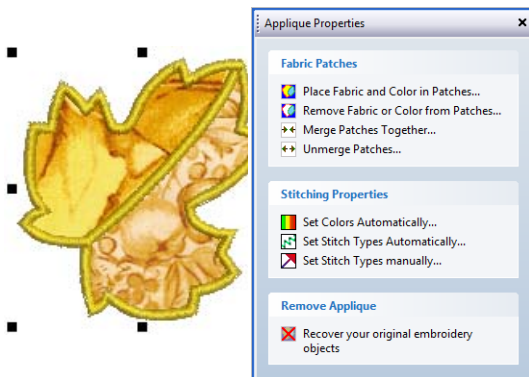 Applique Properties
Fabric Patches
Place Fabric and Color in Patches...
Remove Fabric or Color from Patches...
Merge Patches Together...
Unmerge Patches...
Stitching Properties
Set Colors Automatically...
Set Stitch Types Automatically...
Set Stitch Types manually...
Remove Applique
Recover your original embroidery
objects